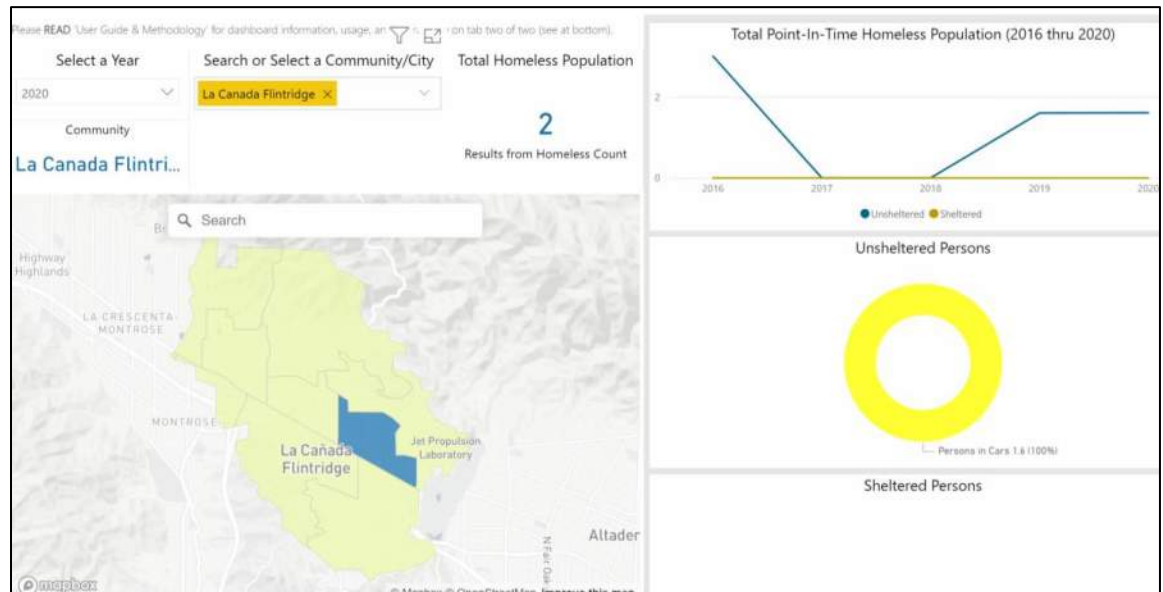 Please READ 'User Guide & Methodology' for dashboard information, usage, an
on tab two of two (see at bottom).
Select a Year
Search or Select a Community/City
Total Homeless Population
2020
La Canada Flintridge ×
2
Results from Homeless Count
Community
La Canada Flintri...
Search
Highway
Highlands
LA CRESCENTA
MONTROSE
MONTROSE
La Cañada
Flintridge
Jet Propulsion
Laboratory
Altader
N Fair Oak
mapbox
© Mapbox © OpenStreetMap Improve this map
Total Point-In-Time Homeless Population (2016 thru 2020)
2
0
2016 2017 2018 2019 2020
Unsheltered Sheltered
Unsheltered Persons
Persons in Cars 1.6 (100%)
Sheltered Persons